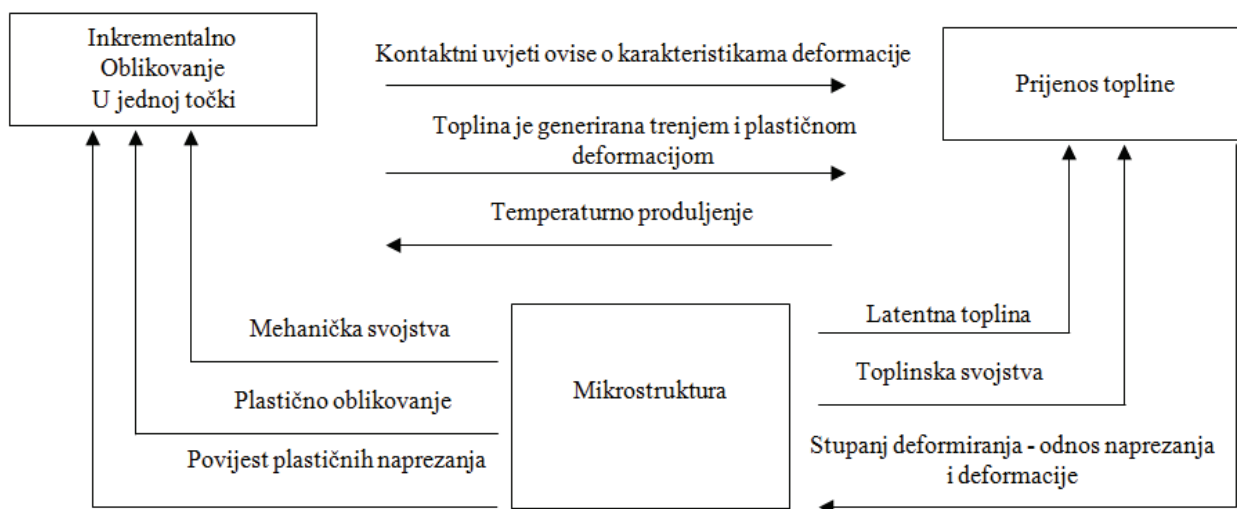 Inkrementalno
Oblikovanje
U jednoj točki
Kontaktni uvjeti ovise o karakteristikama deformacije
Prijenos topline
Toplina je generirana trenjem i plastičnom
deformacijom
Temperaturno produljenje
Mehanička svojstva
Latentna toplina
Mikrostruktura
Toplinska svojstva
Plastično oblikovanje
Povijest plastičnih naprezanja
Stupanj deformiranja - odnos naprezanja
i deformacije